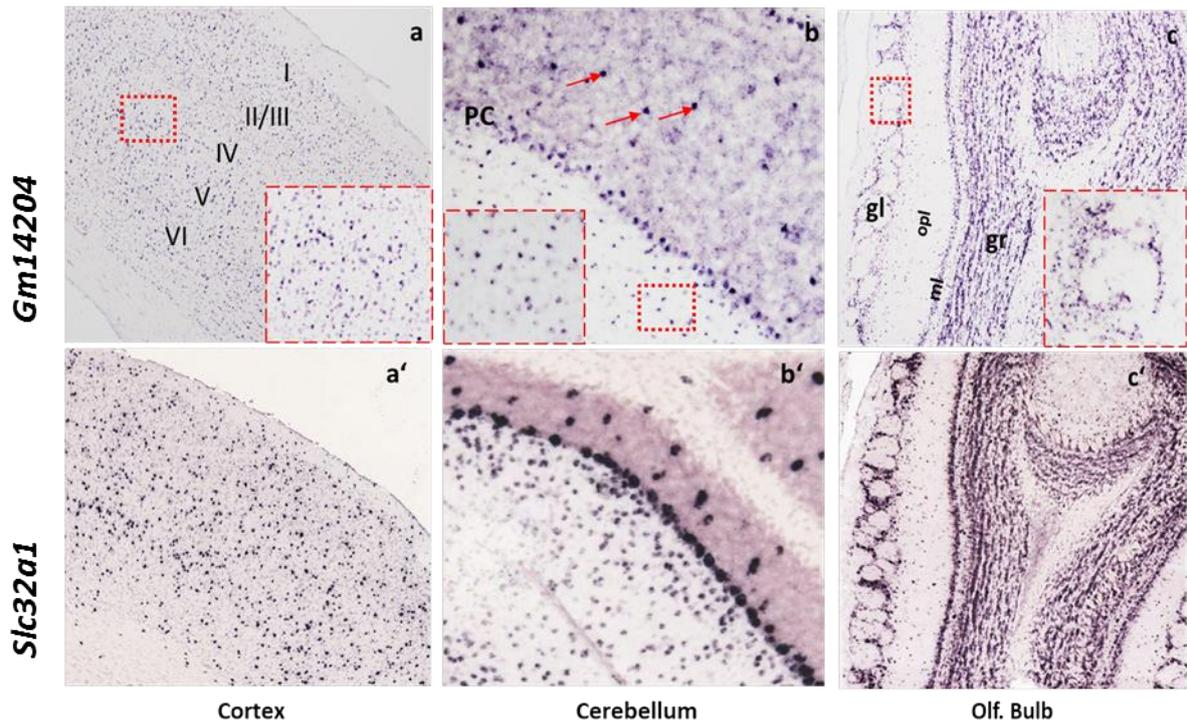 Gm14204
a
I
II/III
IV
V
VI
b
PC
c
gl
opl
ml
gr
Slc32a1
a‘
b‘
c‘
Cortex
Cerebellum
Olf. Bulb